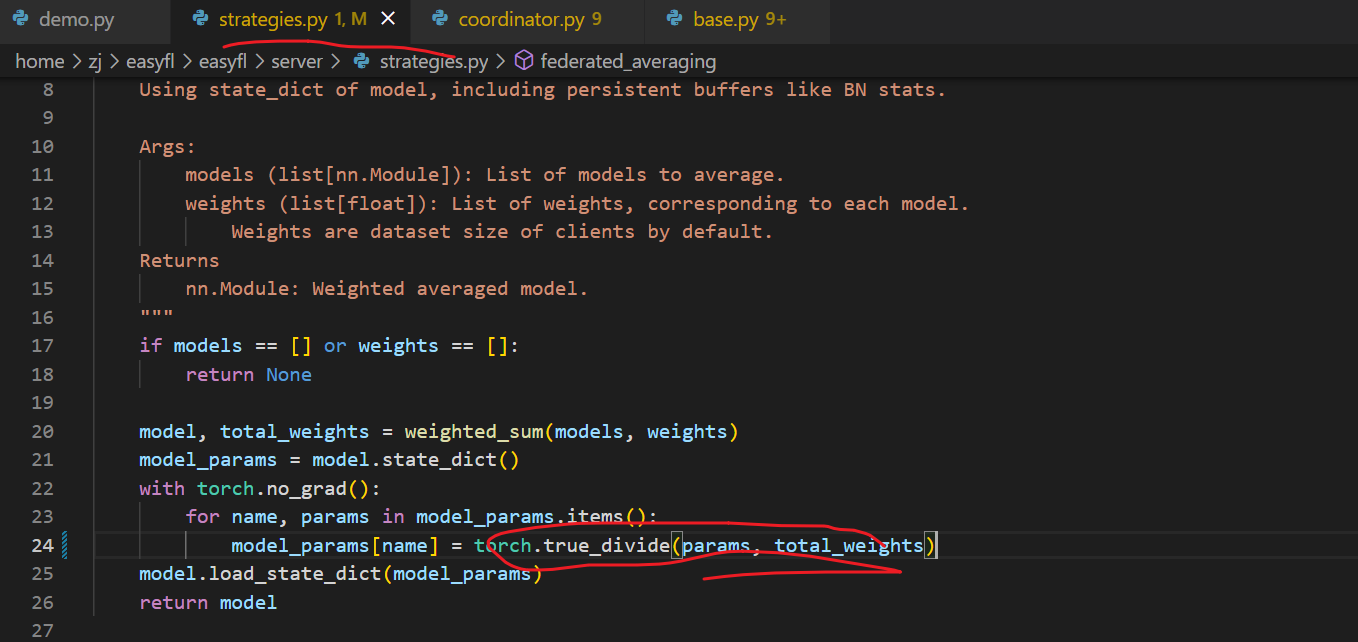 demo.py strategies.py 1, M coordinator.py 9 base.py 9+
home > zj > easyfl > easyfl > server > strategies.py > federated_averaging
8 Using state_dict of model, including persistent buffers like BN stats.
9
10 Args:
11 models (list[nn.Module]): List of models to average.
12 weights (list[float]): List of weights, corresponding to each model.
13 Weights are dataset size of clients by default.
14 Returns
15 nn.Module: Weighted averaged model.
16 """
17 if models == [] or weights == []:
18 return None
19
20 model, total_weights = weighted_sum(models, weights)
21 model_params = model.state_dict()
22 with torch.no_grad():
23 for name, params in model_params.items():
24 model_params[name] = torch.true_divide(params, total_weights)
25 model.load_state_dict(model_params)
26 return model
27